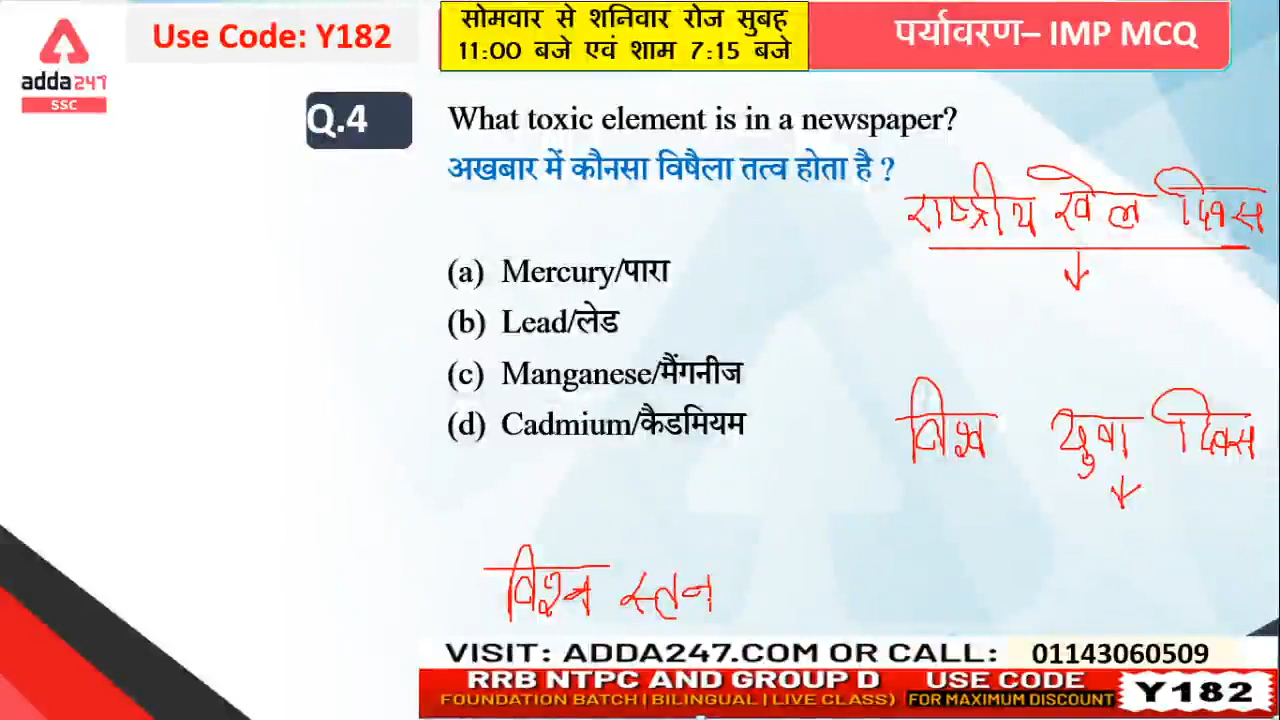 Use Code: Y182
सोमवार से शनिवार रोज सुबह
11:00 बजे एवं शाम 7:15 बजे
पर्यावरण– IMP MCQ
adda247
SSC
Q.4
What toxic element is in a newspaper?
अखबार में कौनसा विषैला तत्व होता है ?
राष्ट्रीय खेल दिवस
(a) Mercury/पारा
(b) Lead/लेड
(c) Manganese/मैंगनीज
(d) Cadmium/कैडमियम
विश्व युवा दिवस
विश्व स्तन
VISIT: ADDA247.COM OR CALL: 01143060509
RRB NTPC AND GROUP D
FOUNDATION BATCH | BILINGUAL | LIVE CLASS)
USE CODE
FOR MAXIMUM DISCOUNT
Y182